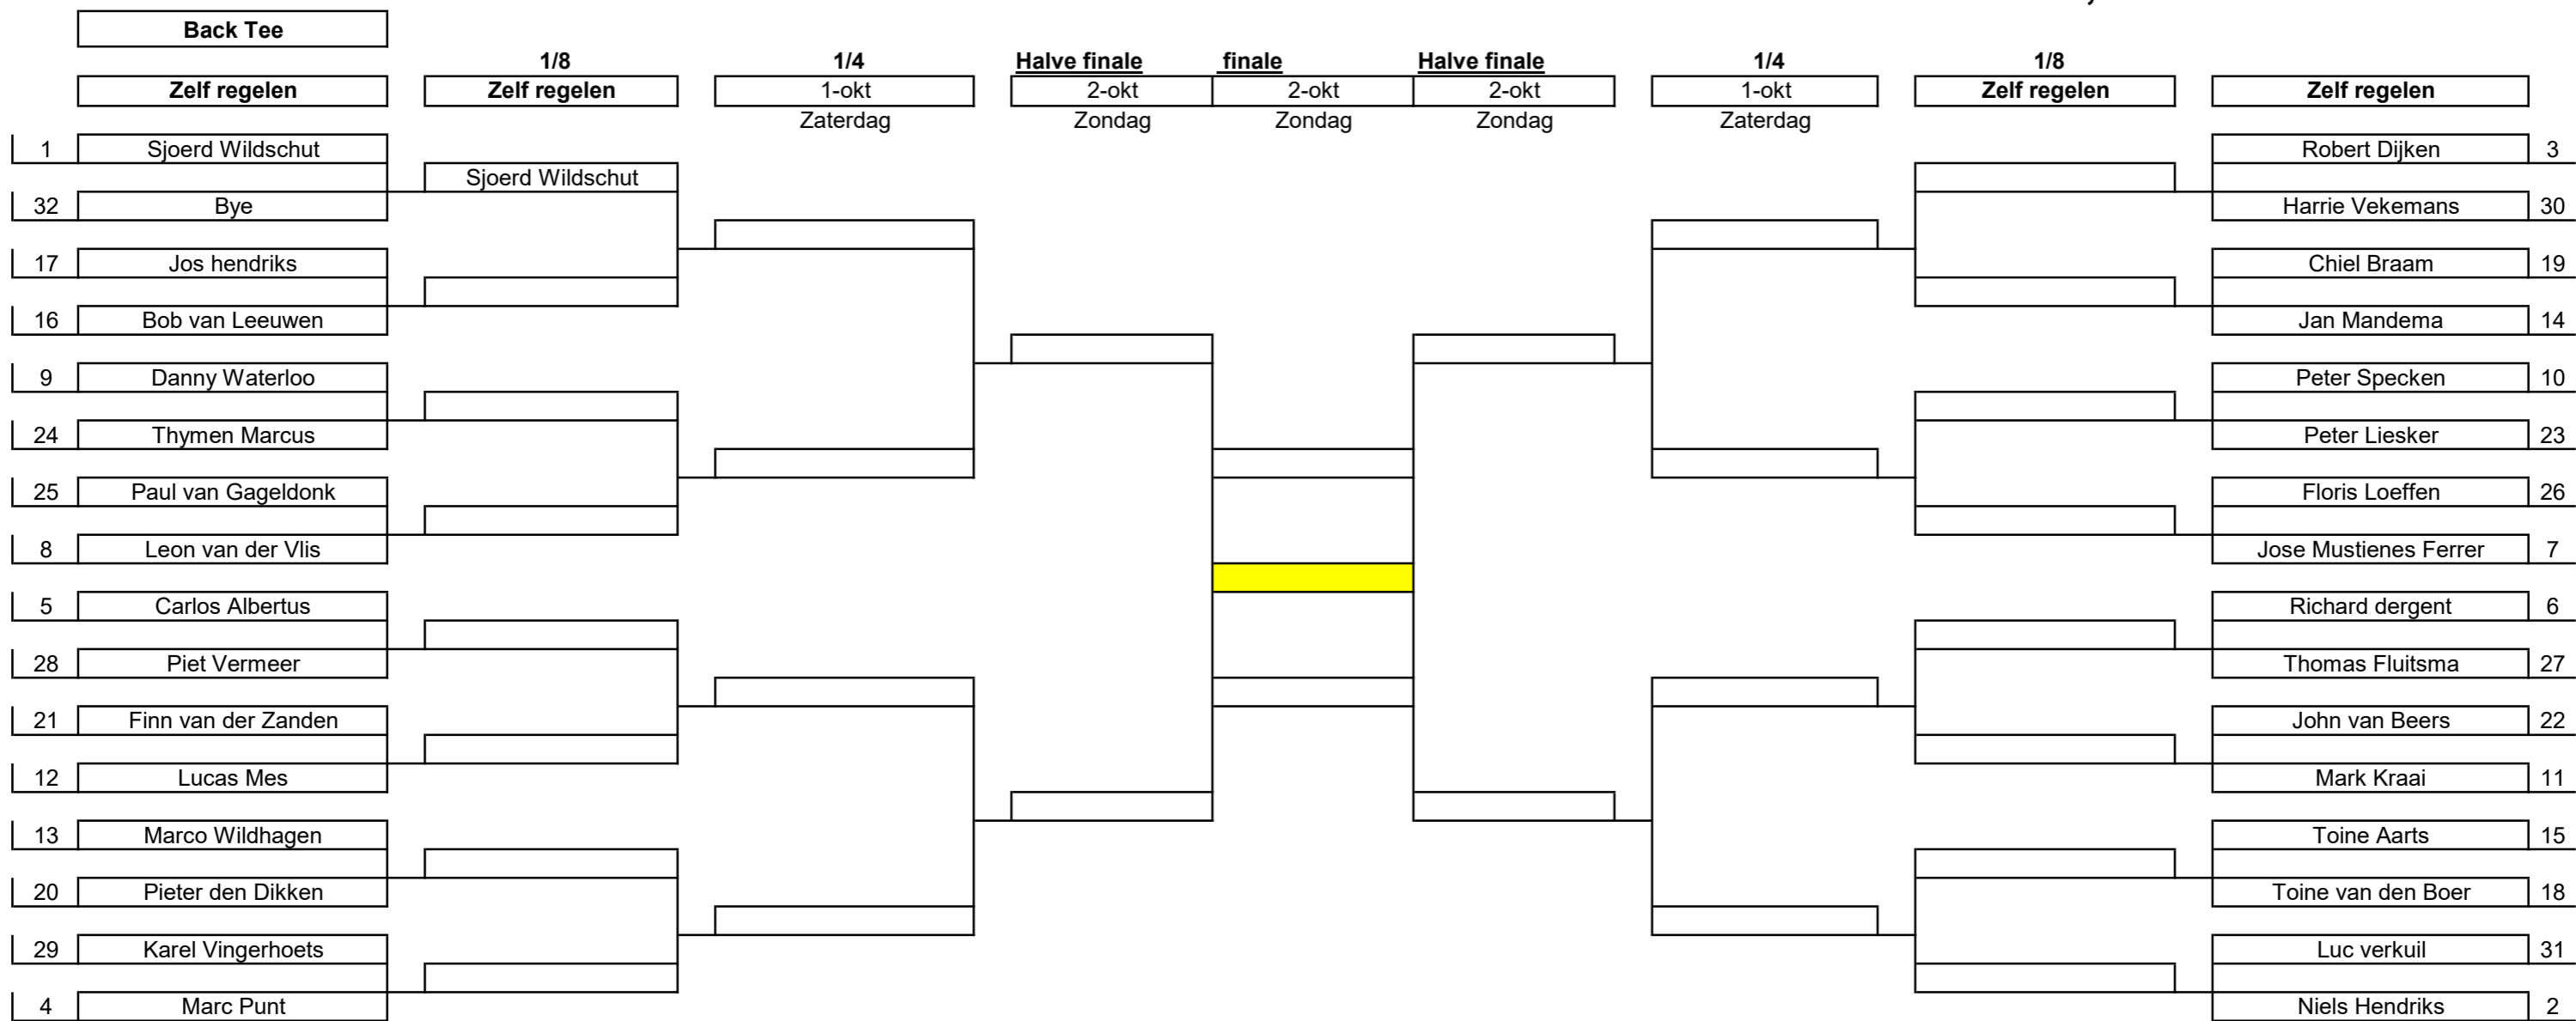 Back Tee
1/8 1/4 Halve finale finale Halve finale 1/4 1/8
Zelf regelen Zelf regelen 1-okt 2-okt 2-okt 2-okt 1-okt Zelf regelen Zelf regelen
Zaterdag Zondag Zondag Zondag Zaterdag
1 Sjoerd Wildschut Robert Dijken 3
Sjoerd Wildschut
32 Bye Harrie Vekemans 30
17 Jos hendriks Chiel Braam 19
16 Bob van Leeuwen Jan Mandema 14
9 Danny Waterloo Peter Specken 10
24 Thymen Marcus Peter Liesker 23
25 Paul van Gageldonk Floris Loeffen 26
8 Leon van der Vlis Jose Mustienes Ferrer 7
5 Carlos Albertus Richard dergent 6
28 Piet Vermeer Thomas Fluitsma 27
21 Finn van der Zanden John van Beers 22
12 Lucas Mes Mark Kraai 11
13 Marco Wildhagen Toine Aarts 15
20 Pieter den Dikken Toine van den Boer 18
29 Karel Vingerhoets Luc verkuil 31
4 Marc Punt Niels Hendriks 2